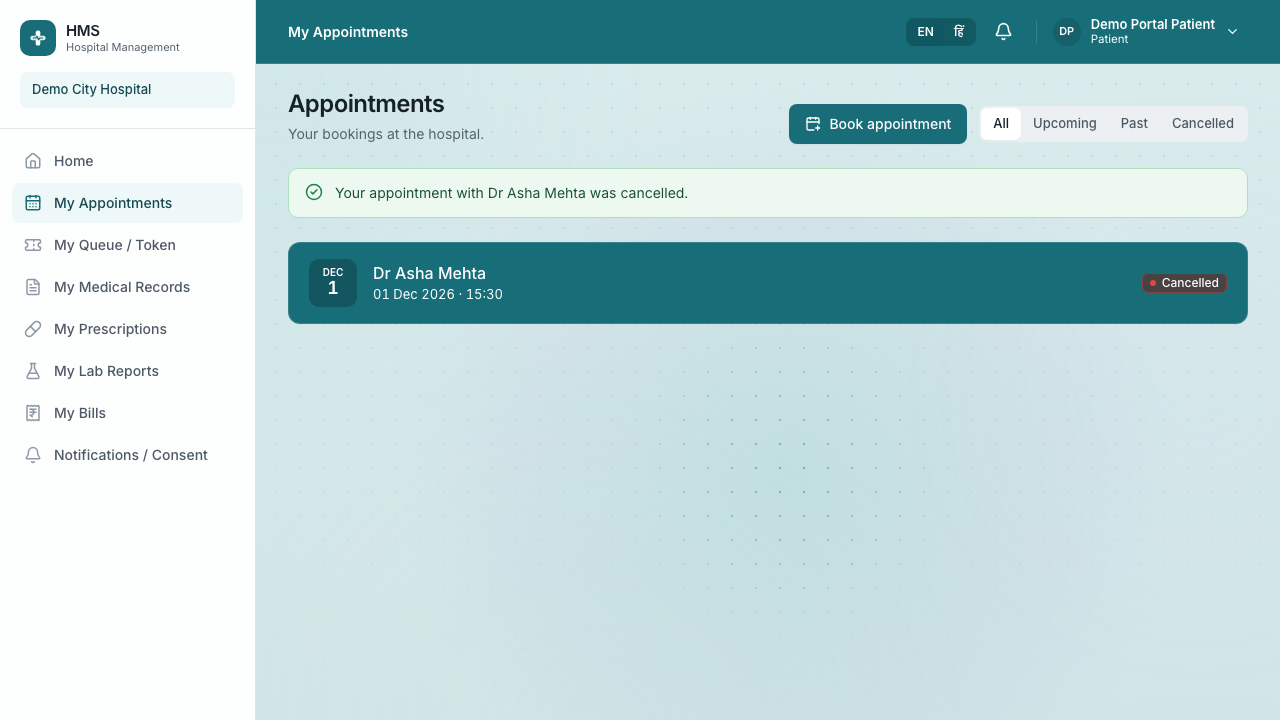 HMS
Hospital Management
Demo City Hospital
Home
My Appointments
My Queue / Token
My Medical Records
My Prescriptions
My Lab Reports
My Bills
Notifications / Consent
My Appointments
EN हिं
DP
Demo Portal Patient
Patient
Appointments
Your bookings at the hospital.
Book appointment
All Upcoming Past Cancelled
Your appointment with Dr Asha Mehta was cancelled.
DEC
1
Dr Asha Mehta
01 Dec 2026 · 15:30
Cancelled